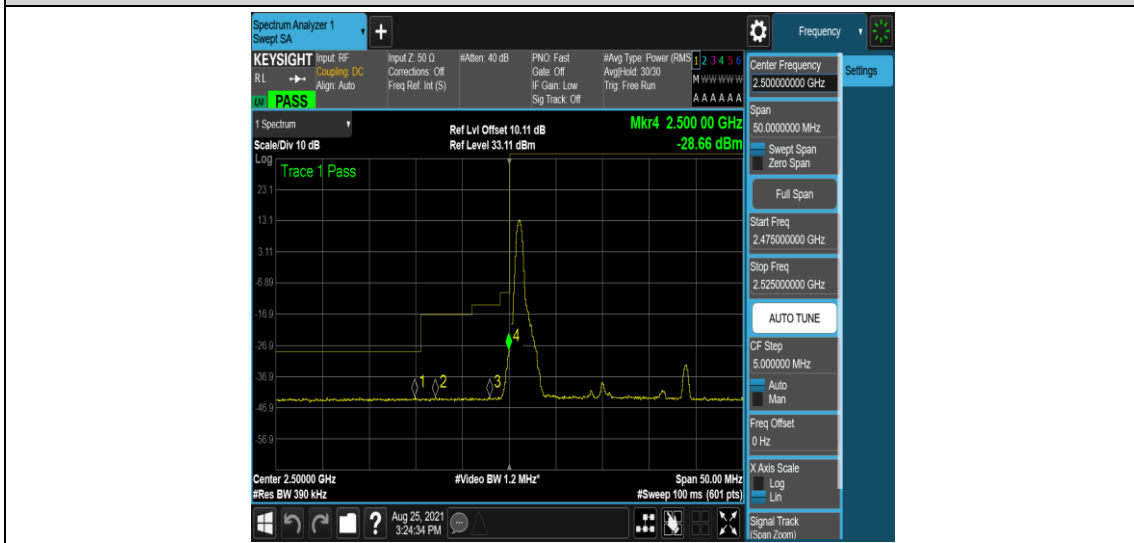 Spectrum Analyzer 1
Swept SA
+
Frequency
KEYSIGHT
RL
Input: RF
Coupling: DC
Align: Auto
Input Z: 50 Ω
Corrections: Off
Freq Ref: Int (S)
#Atten: 40 dB
PNO: Fast
Gate: Off
IF Gain: Low
Sig Track: Off
#Avg Type: Power (RMS
Avg|Hold: 30/30
Trig: Free Run
1 2 3 4 5 6
M W W W W W
A A A A A A
PASS
1 Spectrum
Scale/Div 10 dB
Ref Lvl Offset 10.11 dB
Ref Level 33.11 dBm
Mkr4 2.500 00 GHz
-28.66 dBm
Log
Trace 1 Pass
23.1
13.1
3.11
-6.89
-16.9
-26.9
-36.9
-46.9
-56.9
1
2
3
4
Center 2.50000 GHz
#Res BW 390 kHz
#Video BW 1.2 MHz*
Span 50.00 MHz
#Sweep 100 ms (601 pts)
?
Aug 25, 2021
3:24:34 PM
Center Frequency
2.500000000 GHz
Settings
Span
50.0000000 MHz
Swept Span
Zero Span
Full Span
Start Freq
2.475000000 GHz
Stop Freq
2.525000000 GHz
AUTO TUNE
CF Step
5.000000 MHz
Auto
Man
Freq Offset
0 Hz
X Axis Scale
Log
Lin
Signal Track
(Span Zoom)